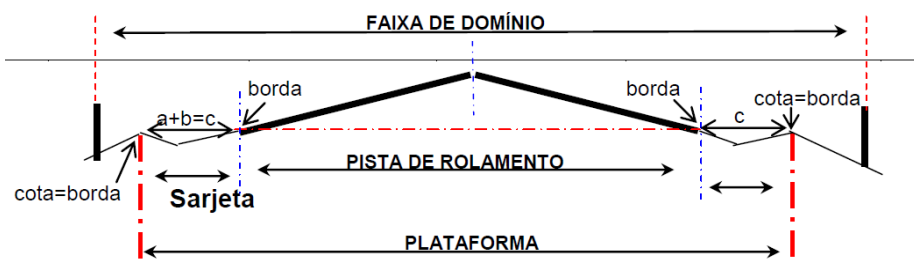 FAIXA DE DOMÍNIO
borda
borda
cota=borda
a+b=c
c
PISTA DE ROLAMENTO
cota=borda
Sarjeta
PLATAFORMA